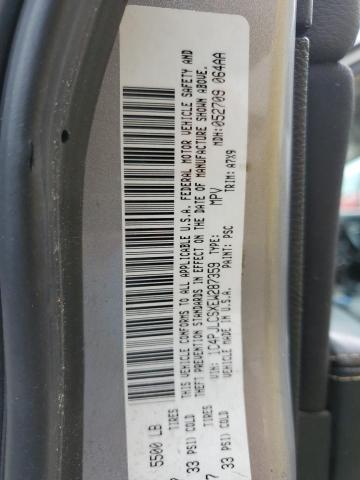 5500 LB
TIRES
33 PSI) COLD
TIRES
33 PSI) COLD
THIS VEHICLE CONFORMS TO ALL APPLICABLE U.S.A. FEDERAL MOTOR VEHICLE SAFETY AND
THEFT PREVENTION STANDARDS IN EFFECT ON THE DATE OF MANUFACTURE SHOWN ABOVE.
VIN: 1C4PJLCSXEW287359 TYPE: MPV MDH: 052709 064AA
VEHICLE MADE IN U.S.A. PAINT: PSC TRIM: A7X9